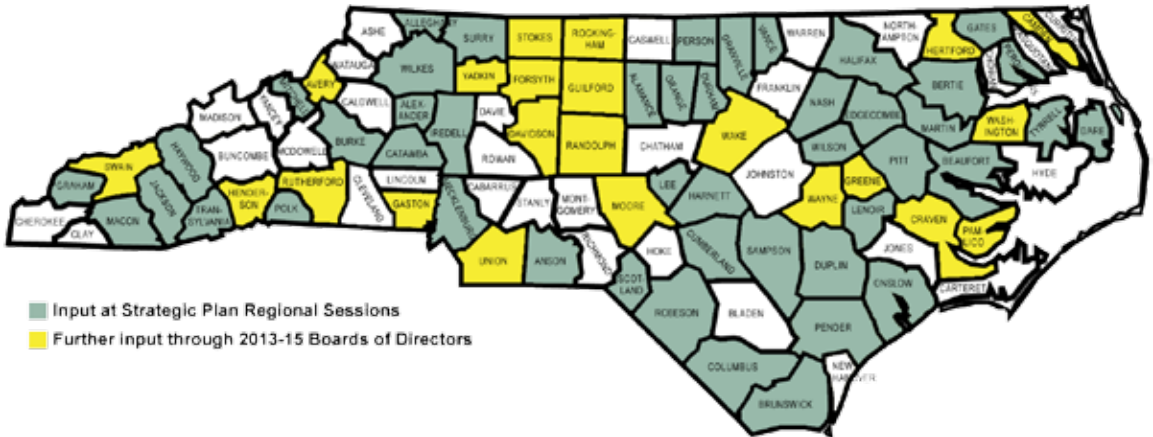 ASHE
ALLEGHANY
SURRY
STOKES
ROCKING-
HAM
CASWELL
PERSON
GRANVILLE
VANCE
WARREN
NORTH-
AMPTON
HERTFORD
GATES
CAMDEN
WATAUGA
WILKES
YADKIN
FORSYTH
GUILFORD
ALAMANCE
ORANGE
DURHAM
FRANKLIN
HALIFAX
BERTIE
MITCHELL
AVERY
CALDWELL
ALEX-
ANDER
IREDELL
DAVIE
DAVIDSON
RANDOLPH
CHATHAM
WAKE
NASH
EDGECOMBE
MARTIN
WASH-
INGTON
TYRRELL
DARE
MADISON
YANCEY
BURKE
CATAWBA
ROWAN
JOHNSTON
WILSON
PITT
BEAUFORT
HYDE
HAYWOOD
BUNCOMBE
MCDOWELL
SWAIN
GRAHAM
JACKSON
HENDER-
SON
RUTHERFORD
LINCOLN
CABARRUS
STANLY
MONT-
GOMERY
MOORE
LEE
HARNETT
WAYNE
GREENE
LENOIR
CRAVEN
PAM-
LICO
CHEROKEE
CLAY
MACON
TRAN-
SYLVANIA
POLK
CLEVELAND
GASTON
MECKLENBURG
UNION
ANSON
RICHMOND
HOKE
SCOT-
LAND
CUMBERLAND
SAMPSON
DUPLIN
JONES
ONSLOW
CARTERET
ROBESON
BLADEN
PENDER
COLUMBUS
NEW
HANOVER
BRUNSWICK
Input at Strategic Plan Regional Sessions
Further input through 2013-15 Boards of Directors